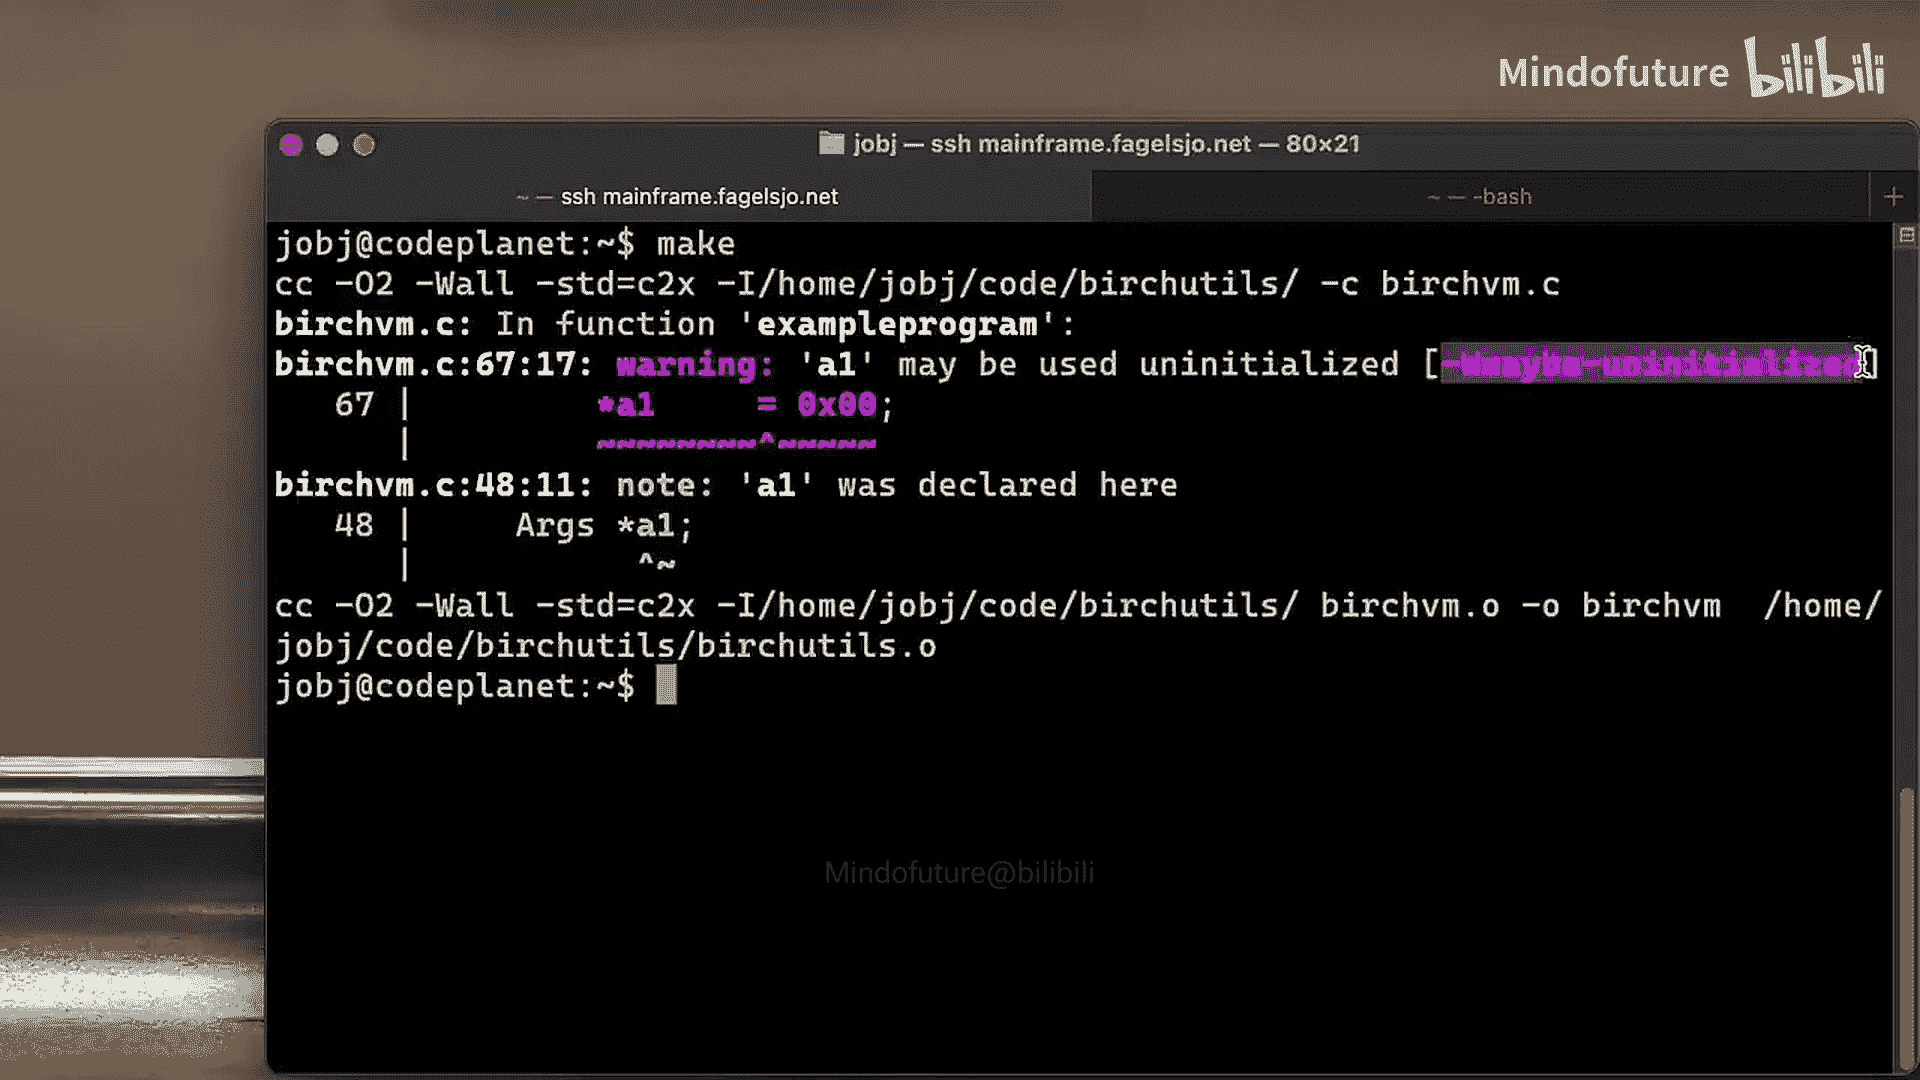 Mindofuture bilibili
jobj — ssh mainframe.fagelsjo.net — 80×21
~ — ssh mainframe.fagelsjo.net
~ — -bash
+
jobj@codeplanet:~$ make
cc -O2 -Wall -std=c2x -I/home/jobj/code/birchutils/ -c birchvm.c
birchvm.c: In function 'exampleprogram':
birchvm.c:67:17: warning: 'a1' may be used uninitialized [-Wmaybe-uninitialized]
67 | *a1 = 0x00;
| ~~~~~~~~^~~~~~
birchvm.c:48:11: note: 'a1' was declared here
48 | Args *a1;
| ^~
cc -O2 -Wall -std=c2x -I/home/jobj/code/birchutils/ birchvm.o -o birchvm /home/
jobj/code/birchutils/birchutils.o
jobj@codeplanet:~$
Mindofuture@bilibili